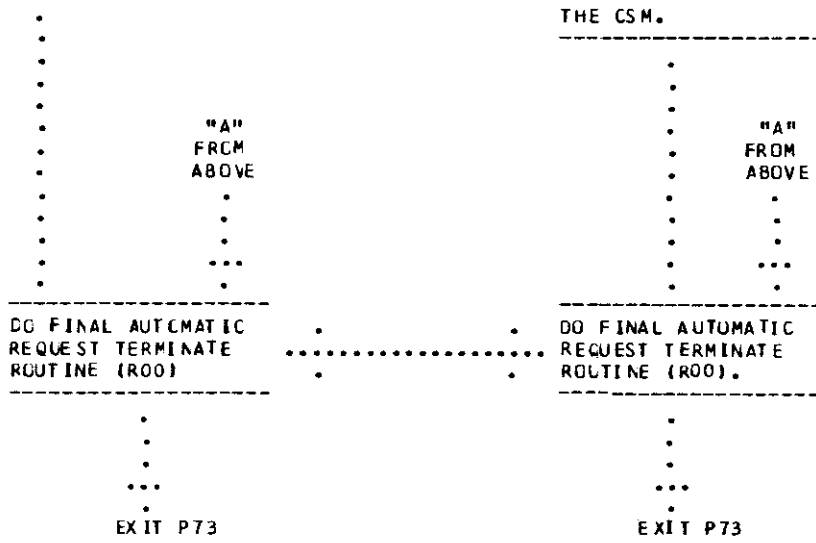 THE CSM.
"A"
FROM
ABOVE
"A"
FROM
ABOVE
DO FINAL AUTOMATIC
REQUEST TERMINATE
ROUTINE (R00)
DO FINAL AUTOMATIC
REQUEST TERMINATE
ROUTINE (R00).
EXIT P73
EXIT P73